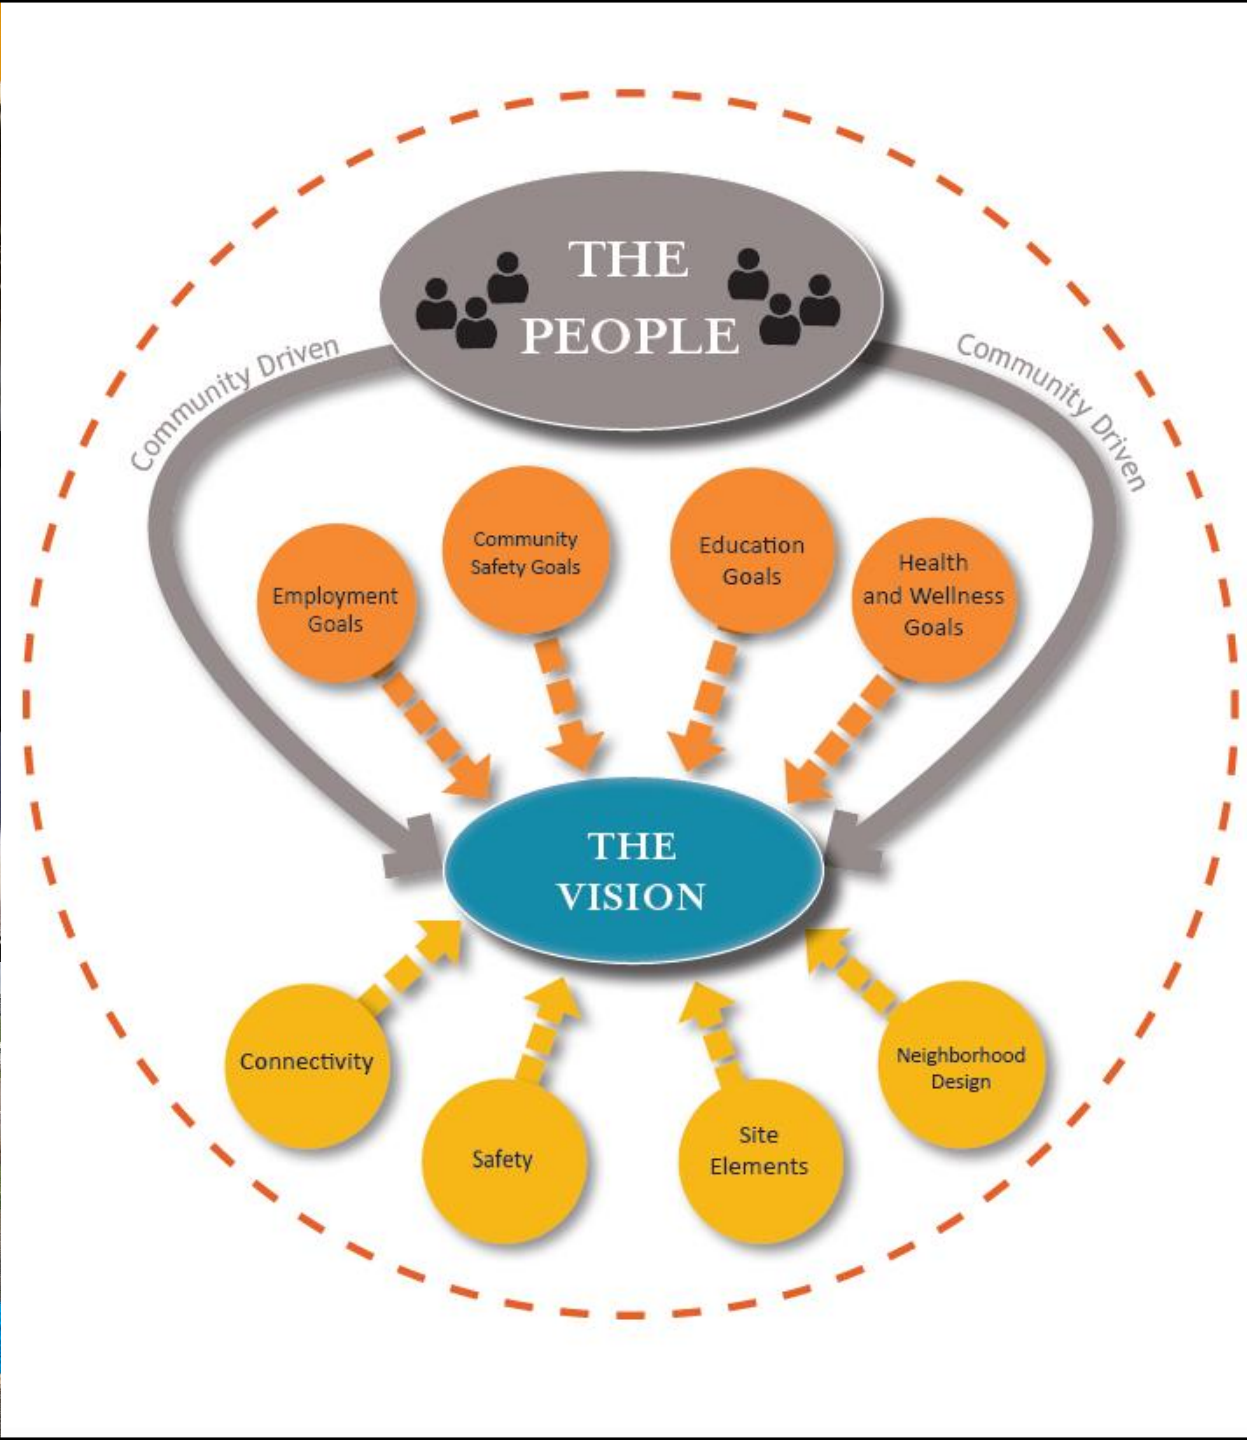 THE
PEOPLE
Community Driven
Community Driven
Employment
Goals
Community
Safety Goals
Education
Goals
Health
and Wellness
Goals
THE
VISION
Connectivity
Safety
Site
Elements
Neighborhood
Design